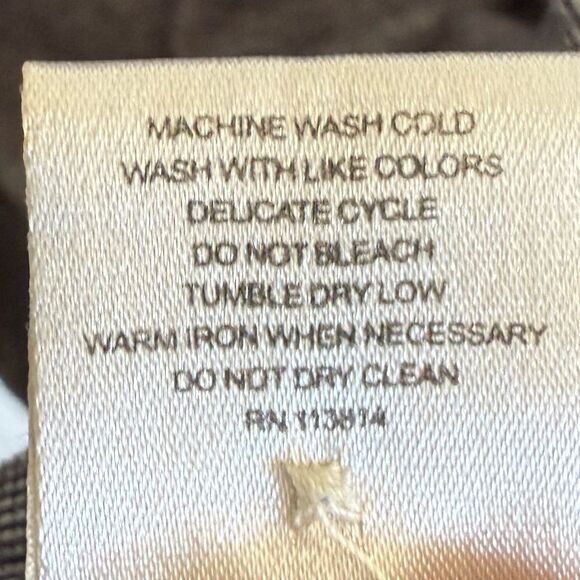 MACHINE WASH COLD
WASH WITH LIKE COLORS
DELICATE CYCLE
DO NOT BLEACH
TUMBLE DRY LOW
WARM IRON WHEN NECESSARY
DO NOT DRY CLEAN
RN 113814